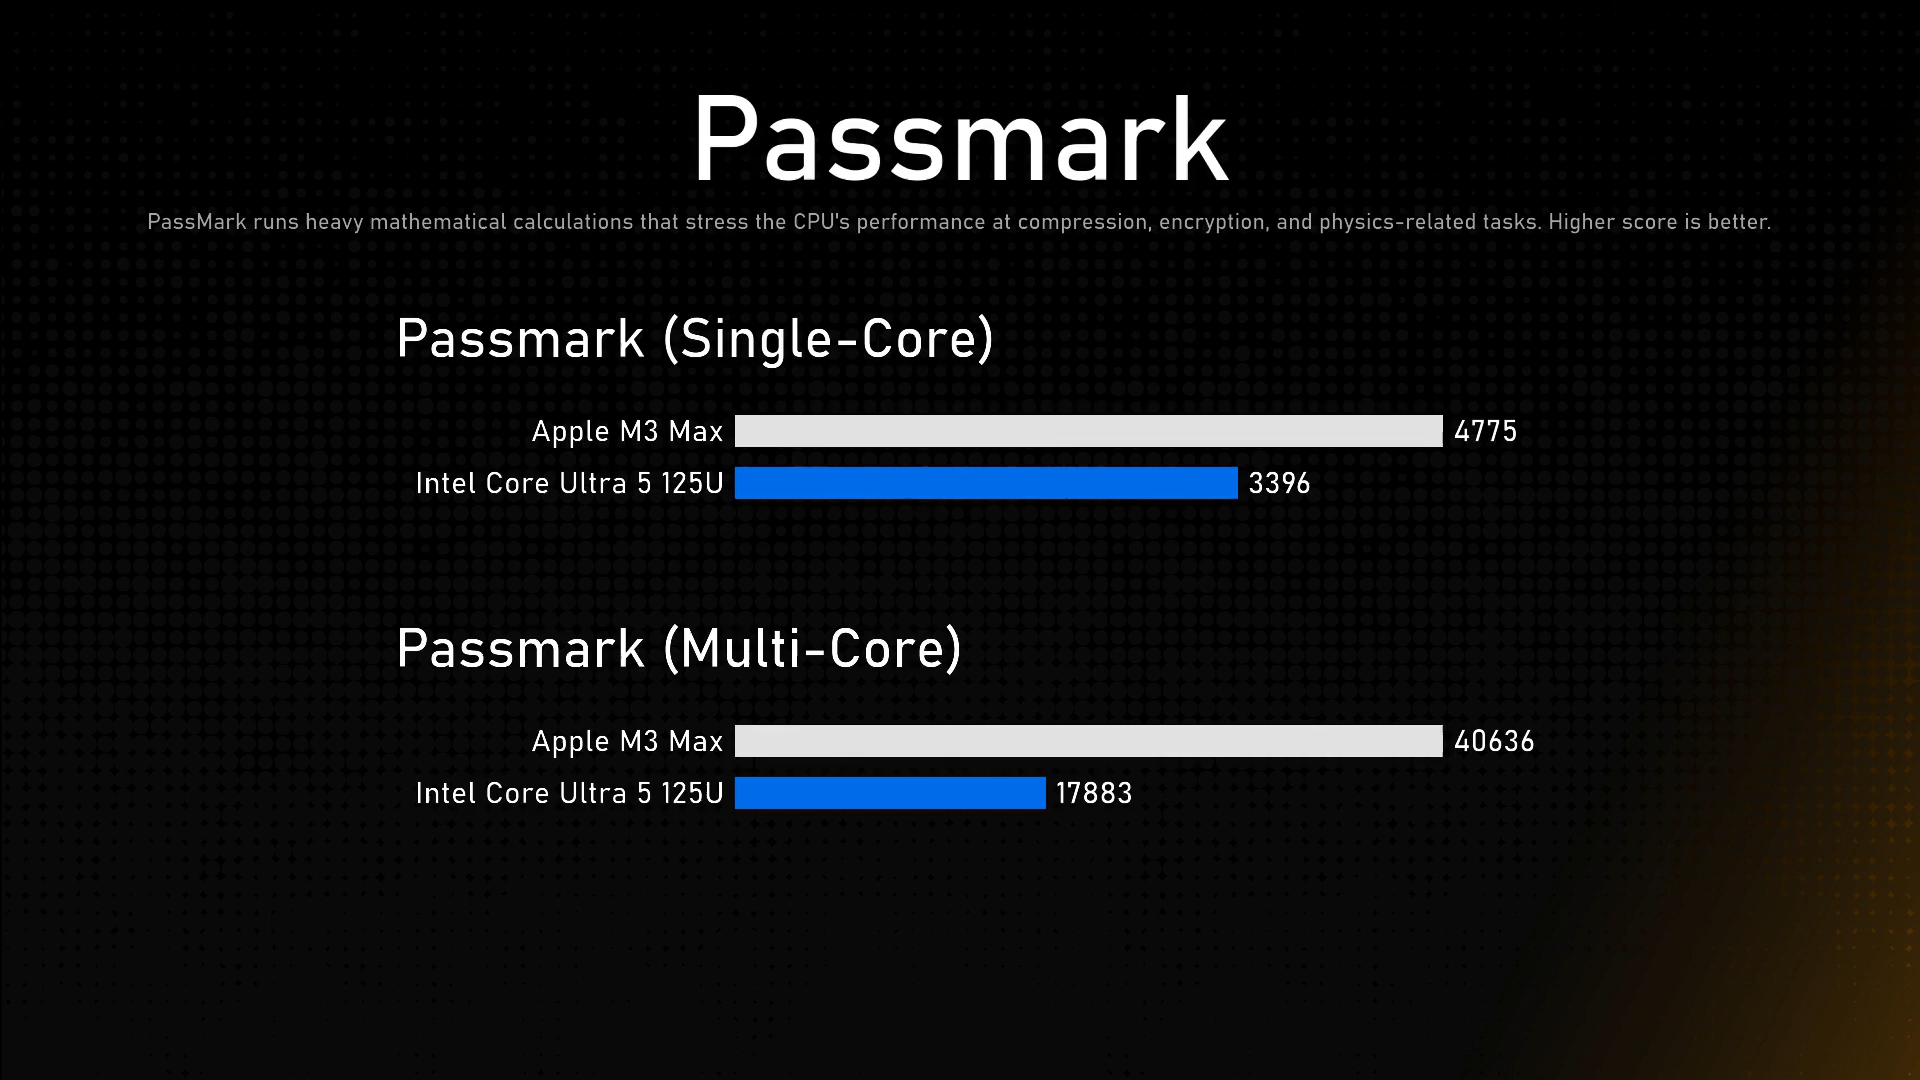 Passmark
PassMark runs heavy mathematical calculations that stress the CPU's performance at compression, encryption, and physics-related tasks. Higher score is better.
Passmark (Single-Core)
Apple M3 Max 4775
Intel Core Ultra 5 125U 3396
Passmark (Multi-Core)
Apple M3 Max 40636
Intel Core Ultra 5 125U 17883